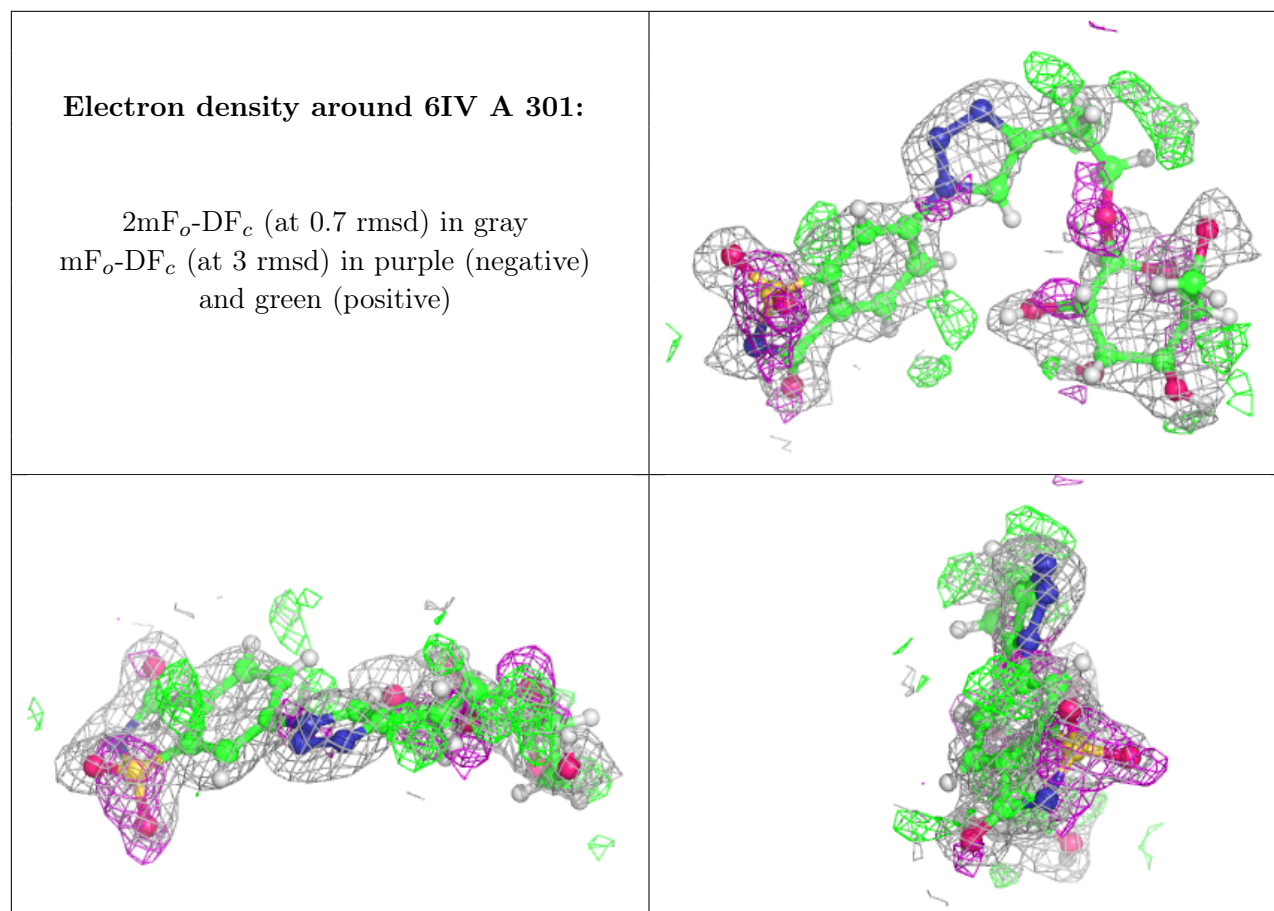 Electron density around 6IV A 301:
2mFo-DFc (at 0.7 rmsd) in gray
mFo-DFc (at 3 rmsd) in purple (negative)
and green (positive)